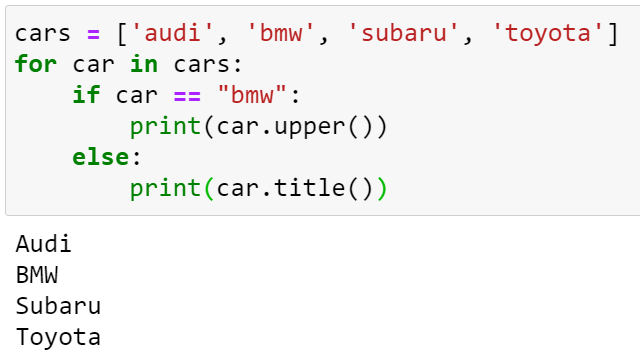 cars = ['audi', 'bmw', 'subaru', 'toyota']
for car in cars:
    if car == "bmw":
        print(car.upper())
    else:
        print(car.title())
Audi
BMW
Subaru
Toyota